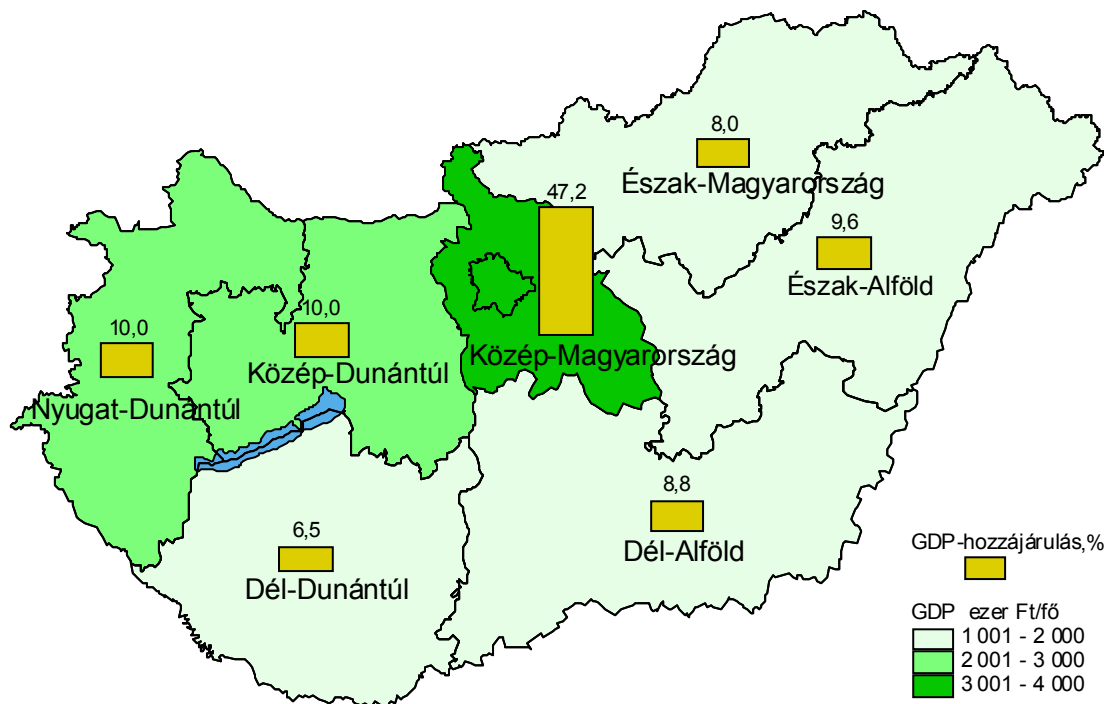 8,0
Észak-Magyarország
47,2
9,6
Észak-Alföld
10,0
Közép-Magyarország
10,0
Közép-Dunántúl
Nyugat-Dunántúl
8,8
Dél-Alföld
6,5
Dél-Dunántúl
GDP-hozzájárulás,%
GDP ezer Ft/fő
1 001 - 2 000
2 001 - 3 000
3 001 - 4 000